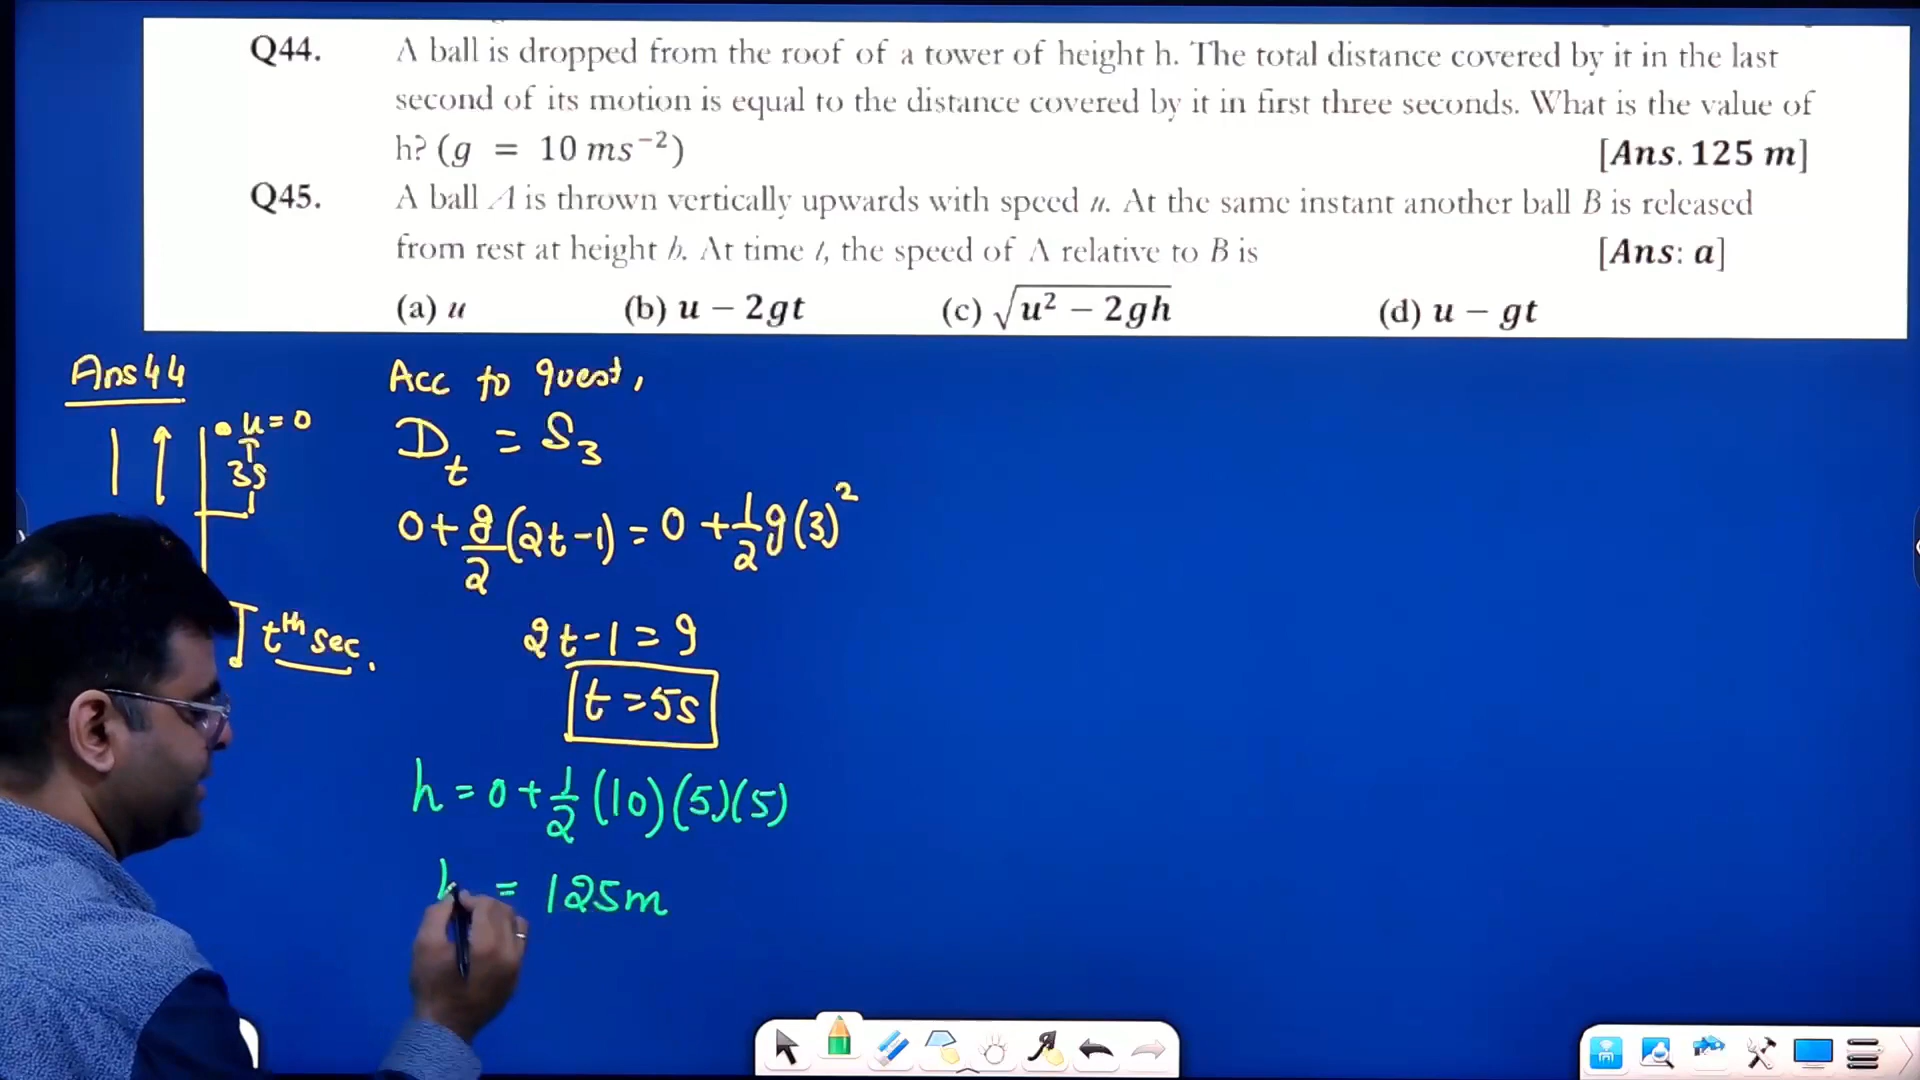 Q44. A ball is dropped from the roof of a tower of height h. The total distance covered by it in the last
second of its motion is equal to the distance covered by it in first three seconds. What is the value of
h? (g = 10 ms⁻²) [Ans. 125 m]
Q45. A ball A is thrown vertically upwards with speed u. At the same instant another ball B is released
from rest at height h. At time t, the speed of A relative to B is [Ans: a]
(a) u (b) u − 2gt (c) √(u² − 2gh) (d) u − gt
Ans 44
u = 0
3s
tth sec.
Acc to quest,
Dt = S3
0 + g/2 (2t − 1) = 0 + 1/2 g(3)²
2t − 1 = 9
t = 5s
h = 0 + 1/2 (10)(5)(5)
h = 125m